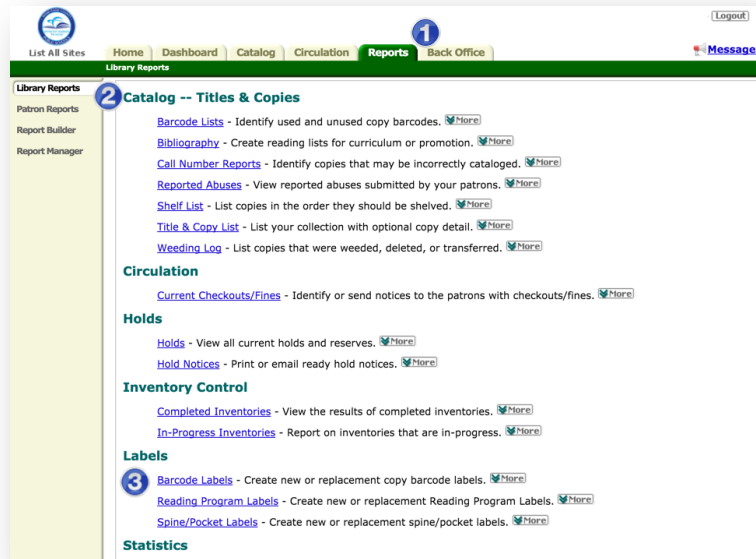 Logout
List All Sites
Home Dashboard Catalog Circulation Reports Back Office
1
Message
Library Reports
Library Reports
Patron Reports
Report Builder
Report Manager
2 Catalog -- Titles & Copies
Barcode Lists - Identify used and unused copy barcodes. More
Bibliography - Create reading lists for curriculum or promotion. More
Call Number Reports - Identify copies that may be incorrectly cataloged. More
Reported Abuses - View reported abuses submitted by your patrons. More
Shelf List - List copies in the order they should be shelved. More
Title & Copy List - List your collection with optional copy detail. More
Weeding Log - List copies that were weeded, deleted, or transferred. More
Circulation
Current Checkouts/Fines - Identify or send notices to the patrons with checkouts/fines. More
Holds
Holds - View all current holds and reserves. More
Hold Notices - Print or email ready hold notices. More
Inventory Control
Completed Inventories - View the results of completed inventories. More
In-Progress Inventories - Report on inventories that are in-progress. More
Labels
3 Barcode Labels - Create new or replacement copy barcode labels. More
Reading Program Labels - Create new or replacement Reading Program Labels. More
Spine/Pocket Labels - Create new or replacement spine/pocket labels. More
Statistics